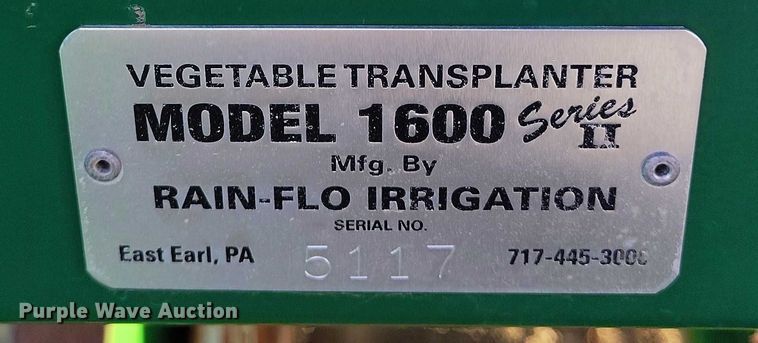 VEGETABLE TRANSPLANTER
MODEL 1600 Series II
Mfg. By
RAIN-FLO IRRIGATION
SERIAL NO.
East Earl, PA 5117 717-445-3000
Purple Wave Auction